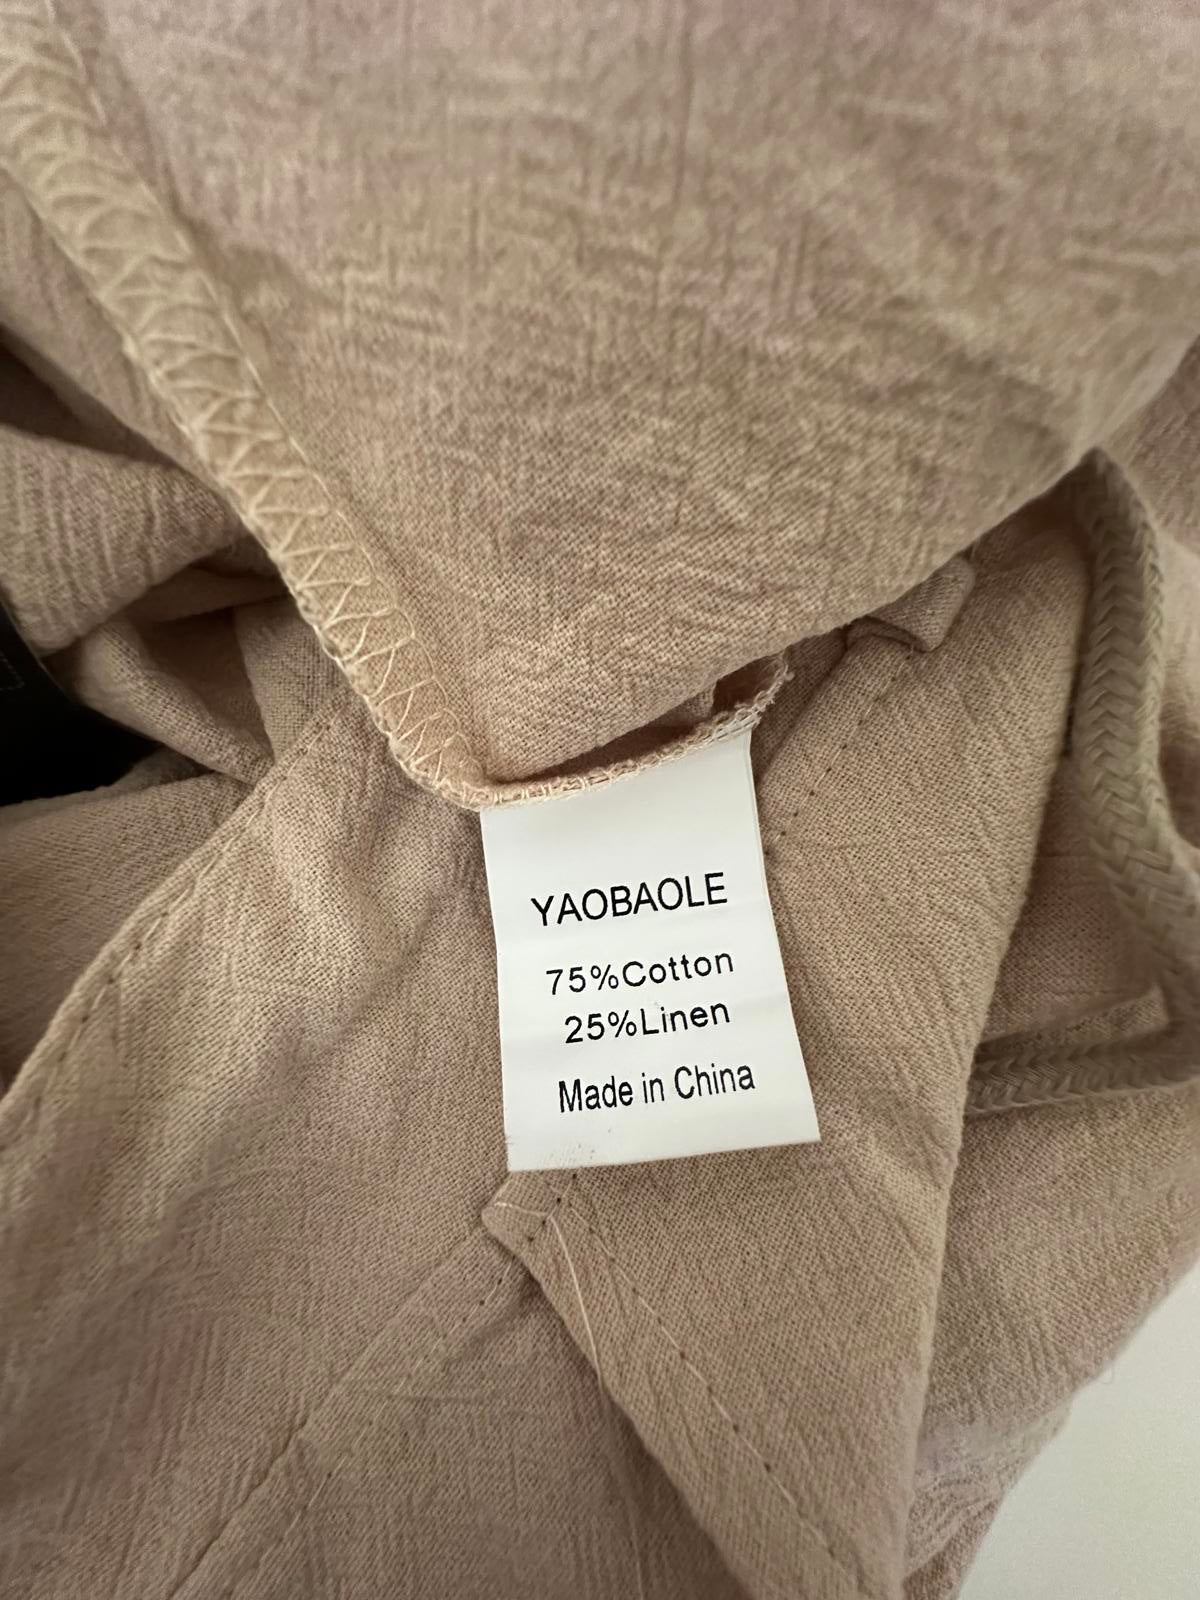 YAOBAOLE
75%Cotton
25%Linen
Made in China